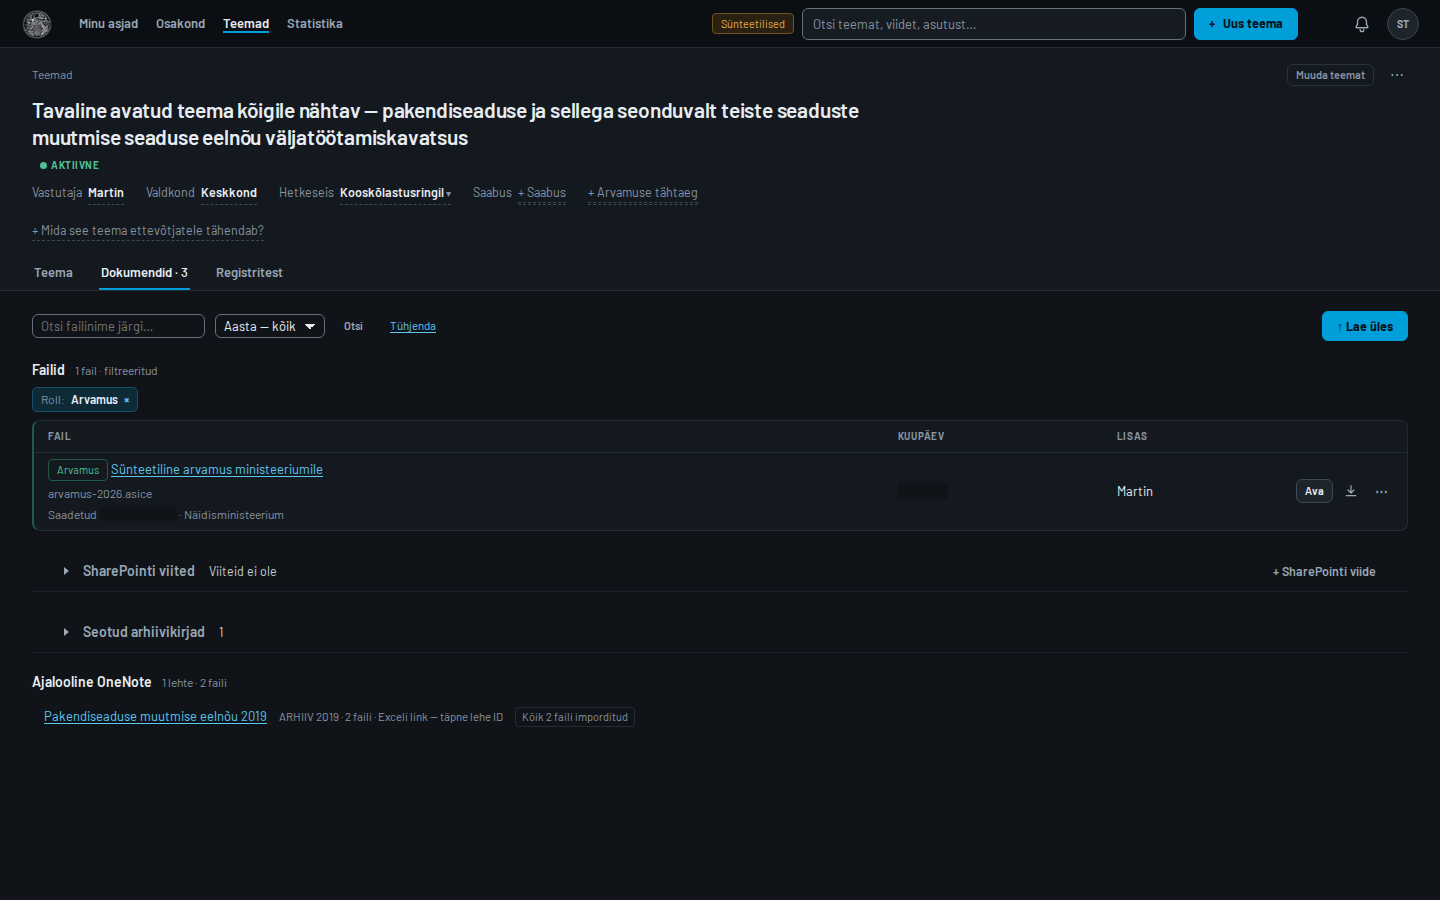 Minu asjad Osakond Teemad Statistika Sünteetilised Otsi teemat, viidet, asutust... + Uus teema ST
Teemad Muuda teemat ...
Tavaline avatud teema kõigile nähtav — pakendiseaduse ja sellega seonduvalt teiste seaduste
muutmise seaduse eelnõu väljatöötamiskavatsus
AKTIIVNE
Vastutaja Martin Valdkond Keskkond Hetkeseis Kooskõlastusringil ▾ Saabus + Saabus + Arvamuse tähtaeg
+ Mida see teema ettevõtjatele tähendab?
Teema Dokumendid · 3 Registritest
Otsi failinime järgi... Aasta — kõik Otsi Tühjenda ↑ Lae üles
Failid 1 fail · filtreeritud
Roll: Arvamus ×
FAIL KUUPÄEV LISAS
Arvamus Sünteetiline arvamus ministeeriumile
arvamus-2026.asice
Martin Ava ...
Saadetud · Näidisministeerium
SharePointi viited Viiteid ei ole + SharePointi viide
Seotud arhiivikirjad 1
Ajalooline OneNote 1 lehte · 2 faili
Pakendiseaduse muutmise eelnõu 2019 ARHIIV 2019 · 2 faili · Exceli link — täpne lehe ID Kõik 2 faili imporditud